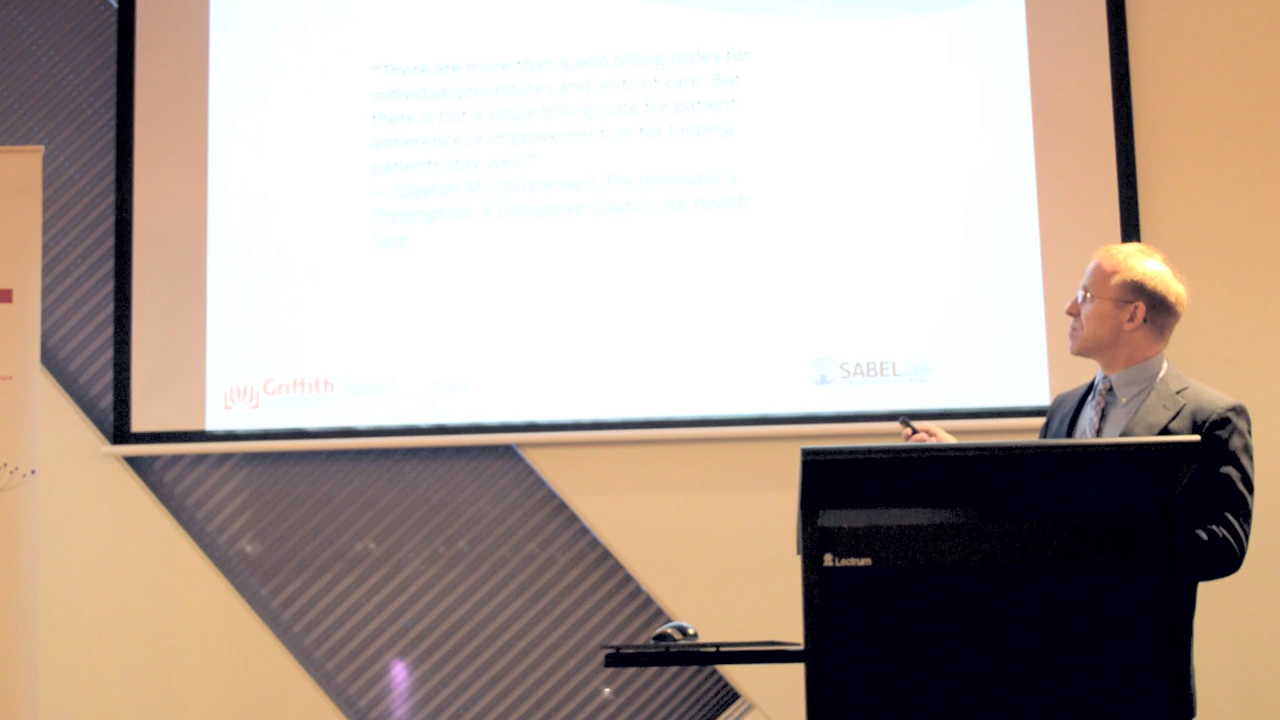 "There are more than 9,000 billing codes for
individual procedures and units of care. But
there is not a single billing code for patient
adherence or improvement, or for helping
patients stay well."
— Clayton M. Christensen, The Innovator's
Prescription: A Disruptive Solution for Health
Care
Griffith
SABEL
Lectrum